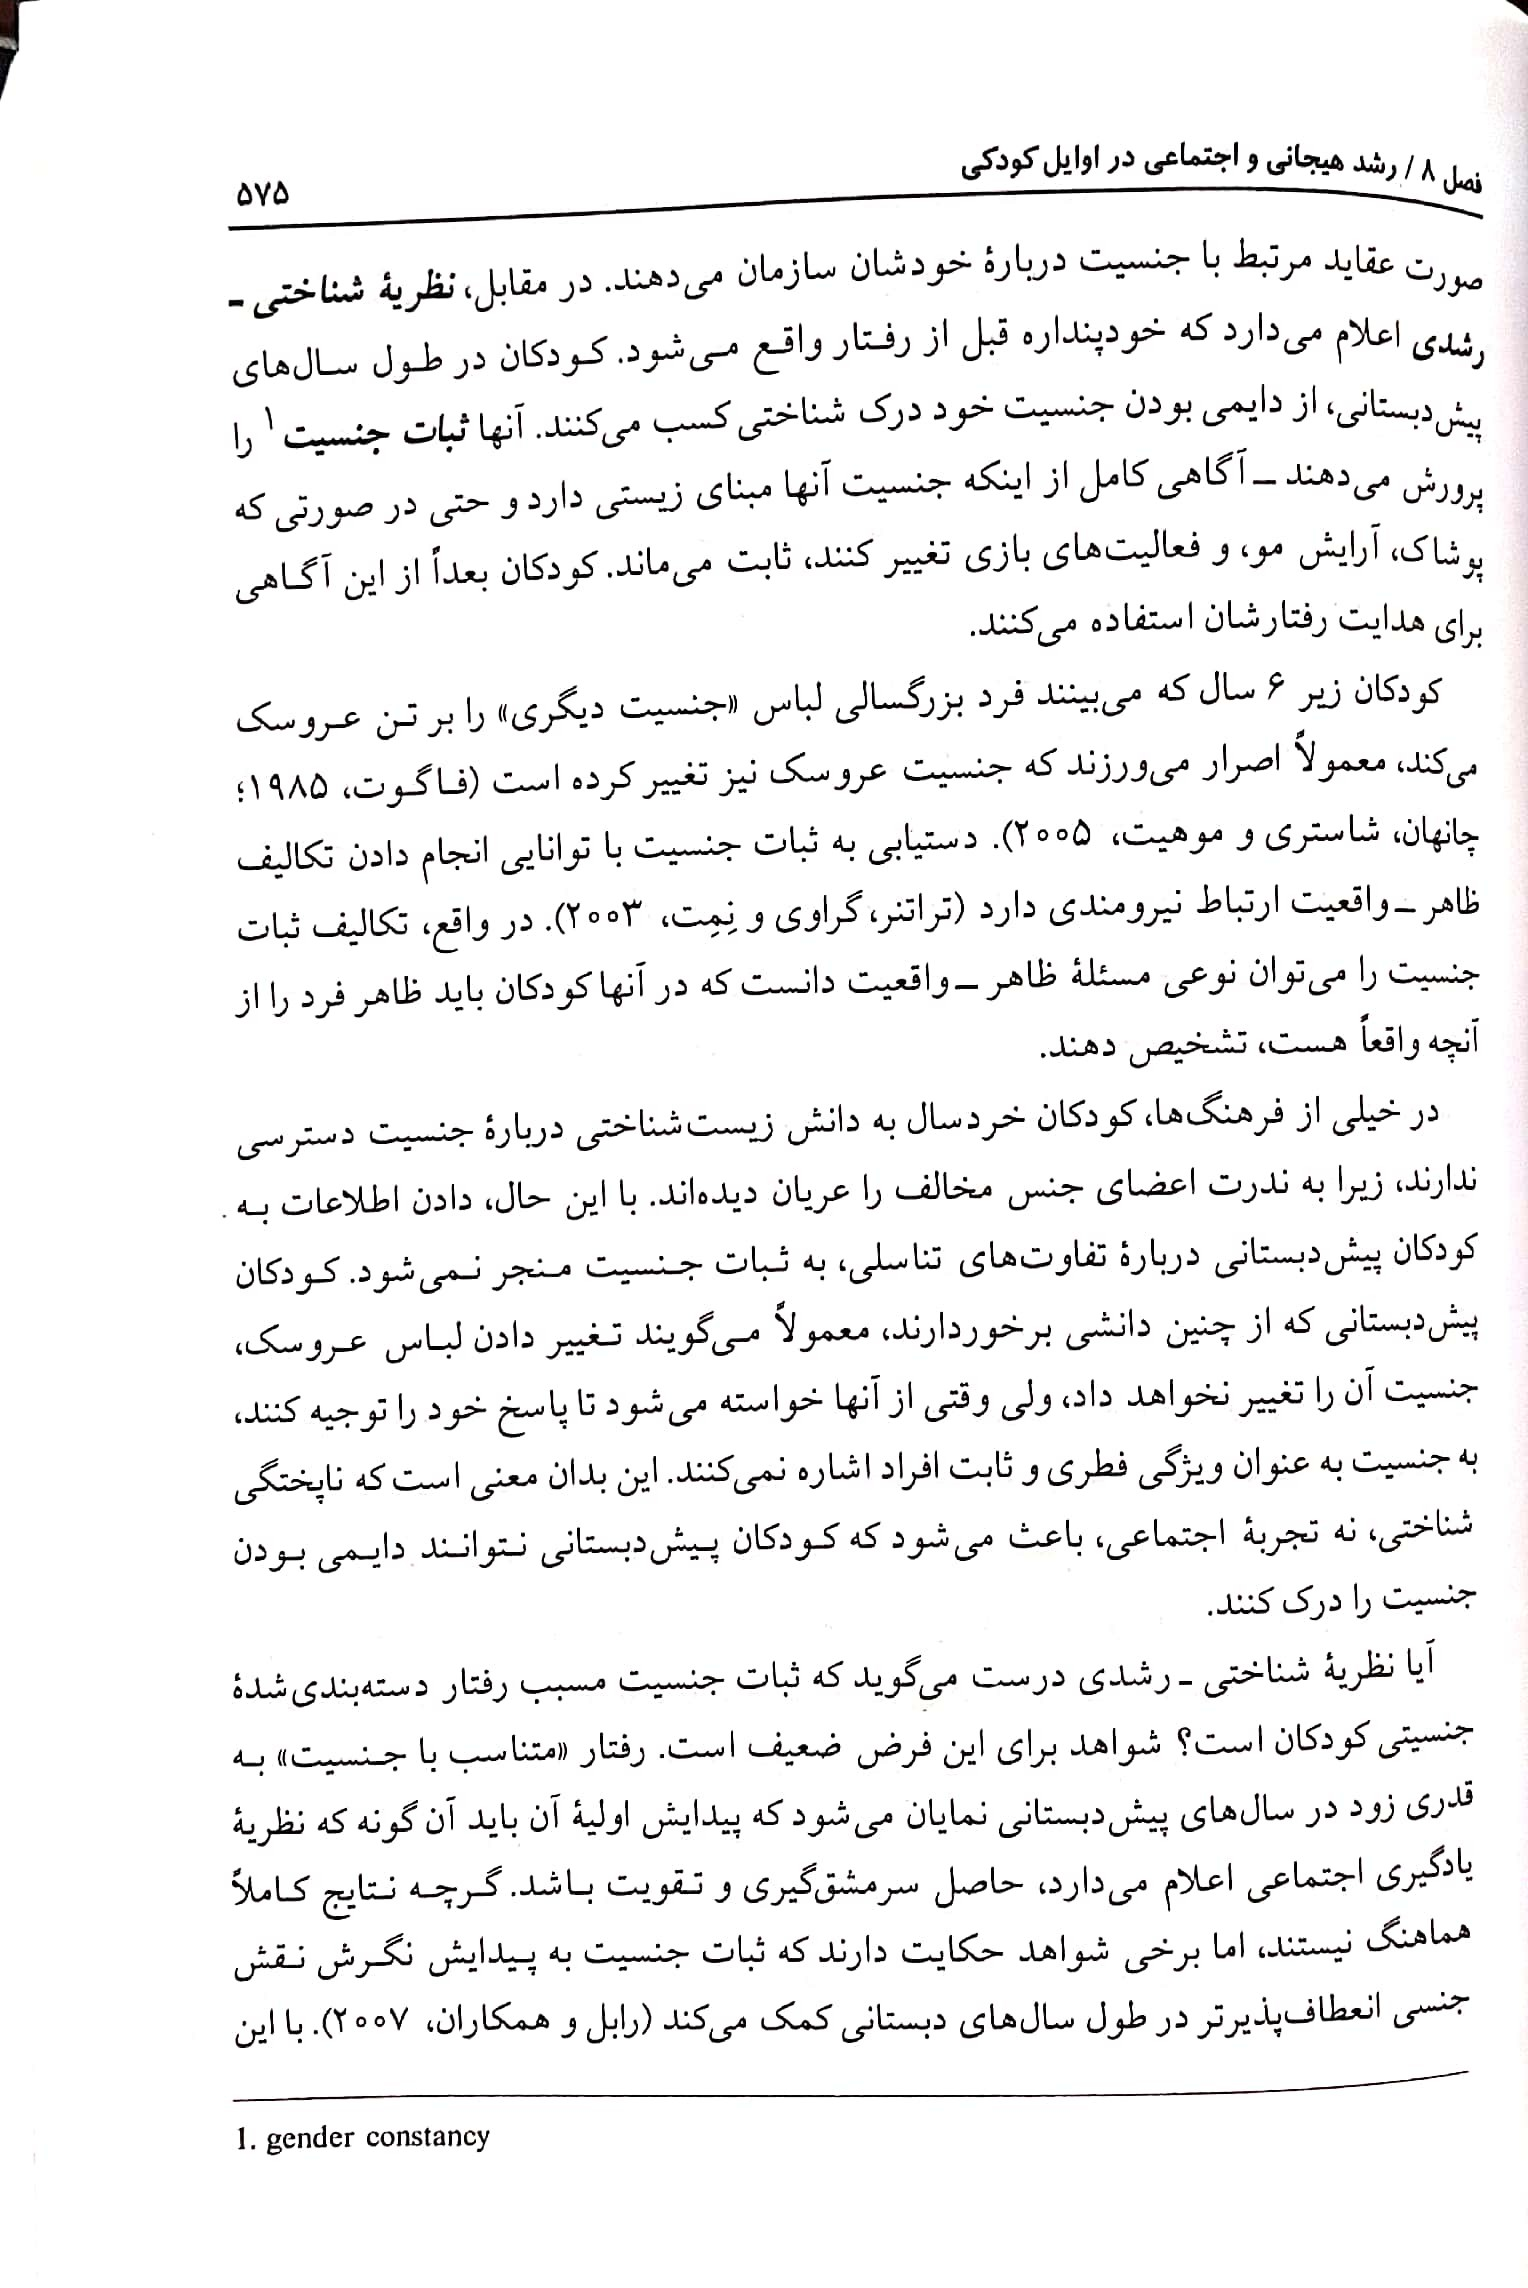 فصل ۸ / رشد هیجانی و اجتماعی در اوایل کودکی ۵۷۵
صورت عقاید مرتبط با جنسیت دربارهٔ خودشان سازمان می‌دهند. در مقابل، نظریهٔ شناختی ـ
رشدی اعلام می‌دارد که خودپنداره قبل از رفتار واقع می‌شود. کودکان در طول سال‌های
پیش‌دبستانی، از دایمی بودن جنسیت خود درک شناختی کسب می‌کنند. آنها ثبات جنسیت۱ را
پرورش می‌دهند ـ آگاهی کامل از اینکه جنسیت آنها مبنای زیستی دارد و حتی در صورتی که
پوشاک، آرایش مو، و فعالیت‌های بازی تغییر کنند، ثابت می‌ماند. کودکان بعداً از این آگاهی
برای هدایت رفتارشان استفاده می‌کنند.
کودکان زیر ۶ سال که می‌بینند فرد بزرگسالی لباس «جنسیت دیگری» را بر تن عروسک
می‌کند، معمولاً اصرار می‌ورزند که جنسیت عروسک نیز تغییر کرده است (فاگوت، ۱۹۸۵؛
چانهان، شاستری و موهیت، ۲۰۰۵). دستیابی به ثبات جنسیت با توانایی انجام دادن تکالیف
ظاهر ـ واقعیت ارتباط نیرومندی دارد (تراتنر، گراوی و نِمِت، ۲۰۰۳). در واقع، تکالیف ثبات
جنسیت را می‌توان نوعی مسئلهٔ ظاهر ـ واقعیت دانست که در آنها کودکان باید ظاهر فرد را از
آنچه واقعاً هست، تشخیص دهند.
در خیلی از فرهنگ‌ها، کودکان خردسال به دانش زیست‌شناختی دربارهٔ جنسیت دسترسی
ندارند، زیرا به ندرت اعضای جنس مخالف را عریان دیده‌اند. با این حال، دادن اطلاعات به
کودکان پیش‌دبستانی دربارهٔ تفاوت‌های تناسلی، به ثبات جنسیت منجر نمی‌شود. کودکان
پیش‌دبستانی که از چنین دانشی برخوردارند، معمولاً می‌گویند تغییر دادن لباس عروسک،
جنسیت آن را تغییر نخواهد داد، ولی وقتی از آنها خواسته می‌شود تا پاسخ خود را توجیه کنند،
به جنسیت به عنوان ویژگی فطری و ثابت افراد اشاره نمی‌کنند. این بدان معنی است که ناپختگی
شناختی، نه تجربهٔ اجتماعی، باعث می‌شود که کودکان پیش‌دبستانی نتوانند دایمی بودن
جنسیت را درک کنند.
آیا نظریهٔ شناختی ـ رشدی درست می‌گوید که ثبات جنسیت مسبب رفتار دسته‌بندی‌شدهٔ
جنسیتی کودکان است؟ شواهد برای این فرض ضعیف است. رفتار «متناسب با جنسیت» به
قدری زود در سال‌های پیش‌دبستانی نمایان می‌شود که پیدایش اولیهٔ آن باید آن گونه که نظریهٔ
یادگیری اجتماعی اعلام می‌دارد، حاصل سرمشق‌گیری و تقویت باشد. گرچه نتایج کاملاً
هماهنگ نیستند، اما برخی شواهد حکایت دارند که ثبات جنسیت به پیدایش نگرش نقش
جنسی انعطاف‌پذیرتر در طول سال‌های دبستانی کمک می‌کند (رابل و همکاران، ۲۰۰۷). با این
1. gender constancy